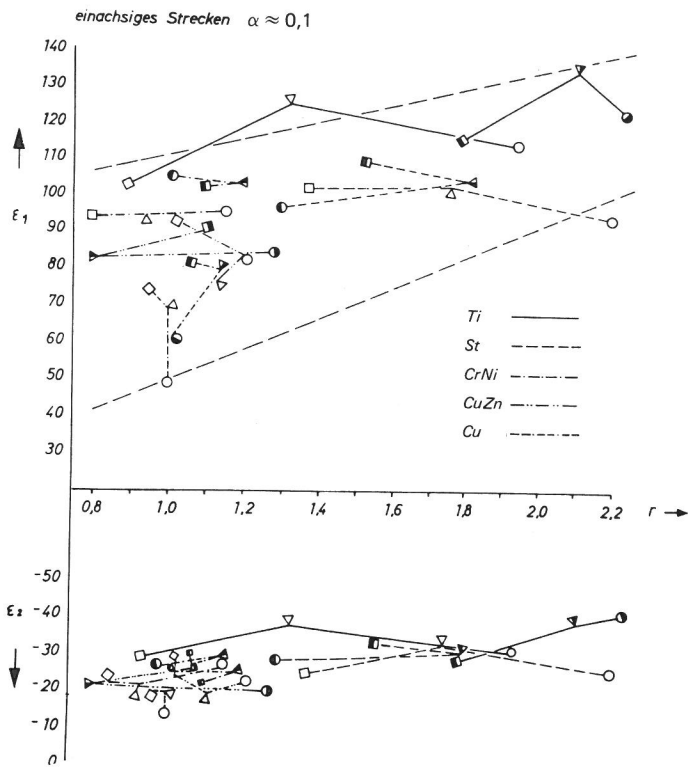 einachsiges Strecken α ≈ 0,1
140
130
120
110
100
ε₁
90
80
70
60
50
40
30
Ti
St
CrNi
CuZn
Cu
0,8 1,0 1,2 1,4 1,6 1,8 2,0 2,2 r
-50
ε₂
-40
-30
-20
-10
0